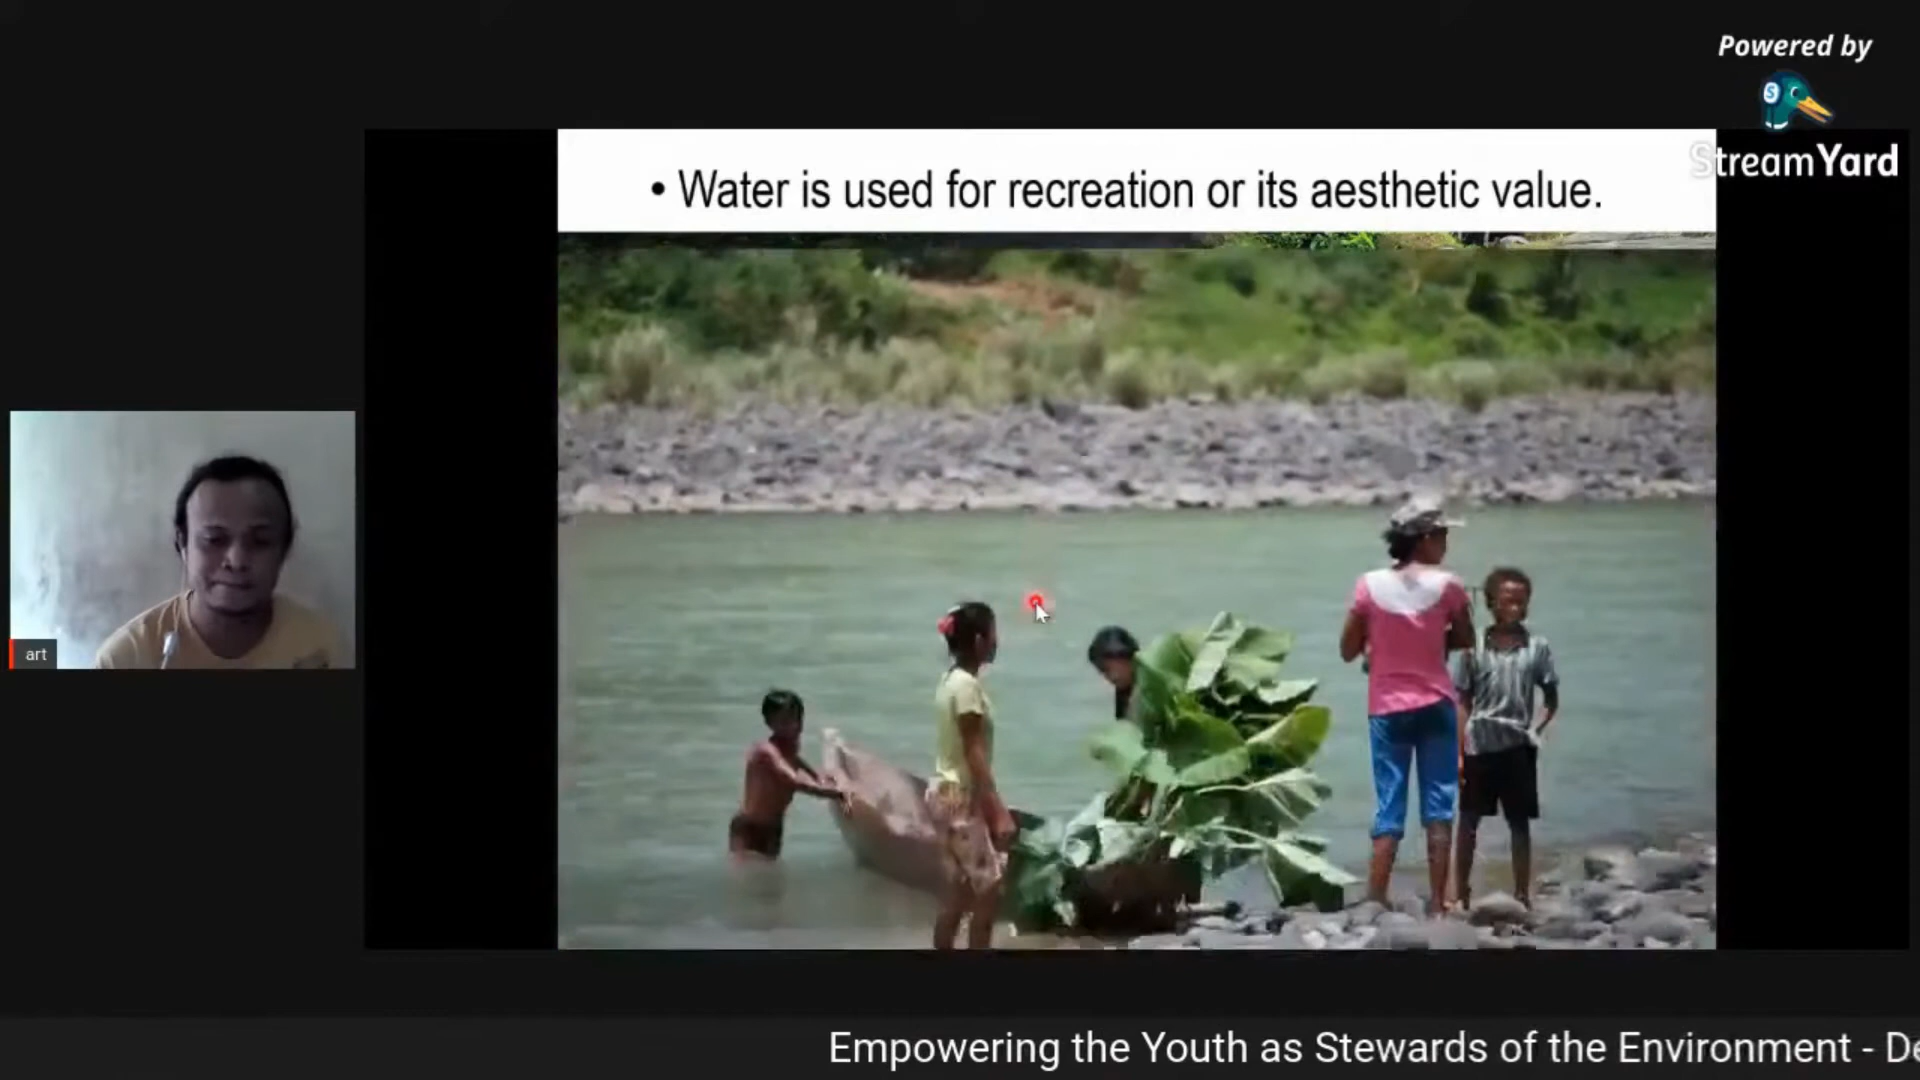 Powered by
StreamYard
• Water is used for recreation or its aesthetic value.
art
Empowering the Youth as Stewards of the Environment - De